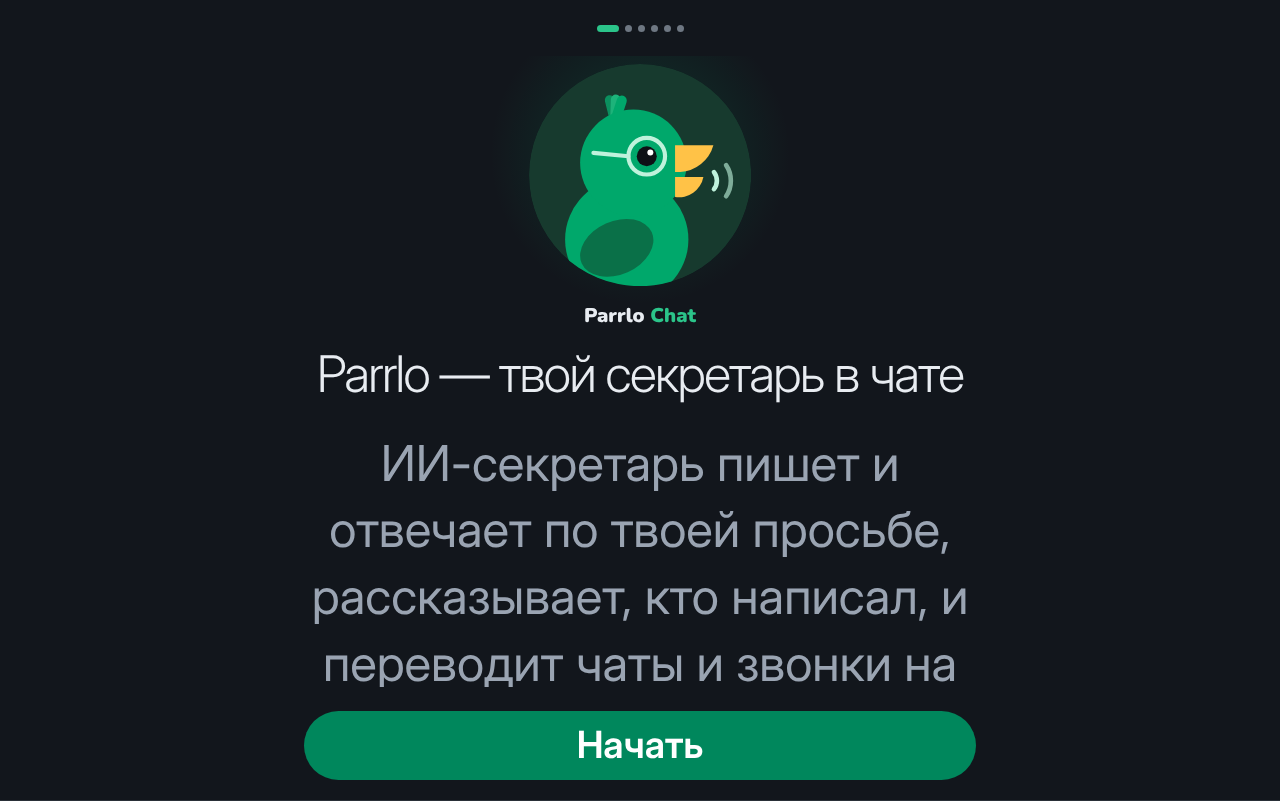 Parrlo Chat
Parrlo — твой секретарь в чате
ИИ-секретарь пишет и
отвечает по твоей просьбе,
рассказывает, кто написал, и
переводит чаты и звонки на
Начать